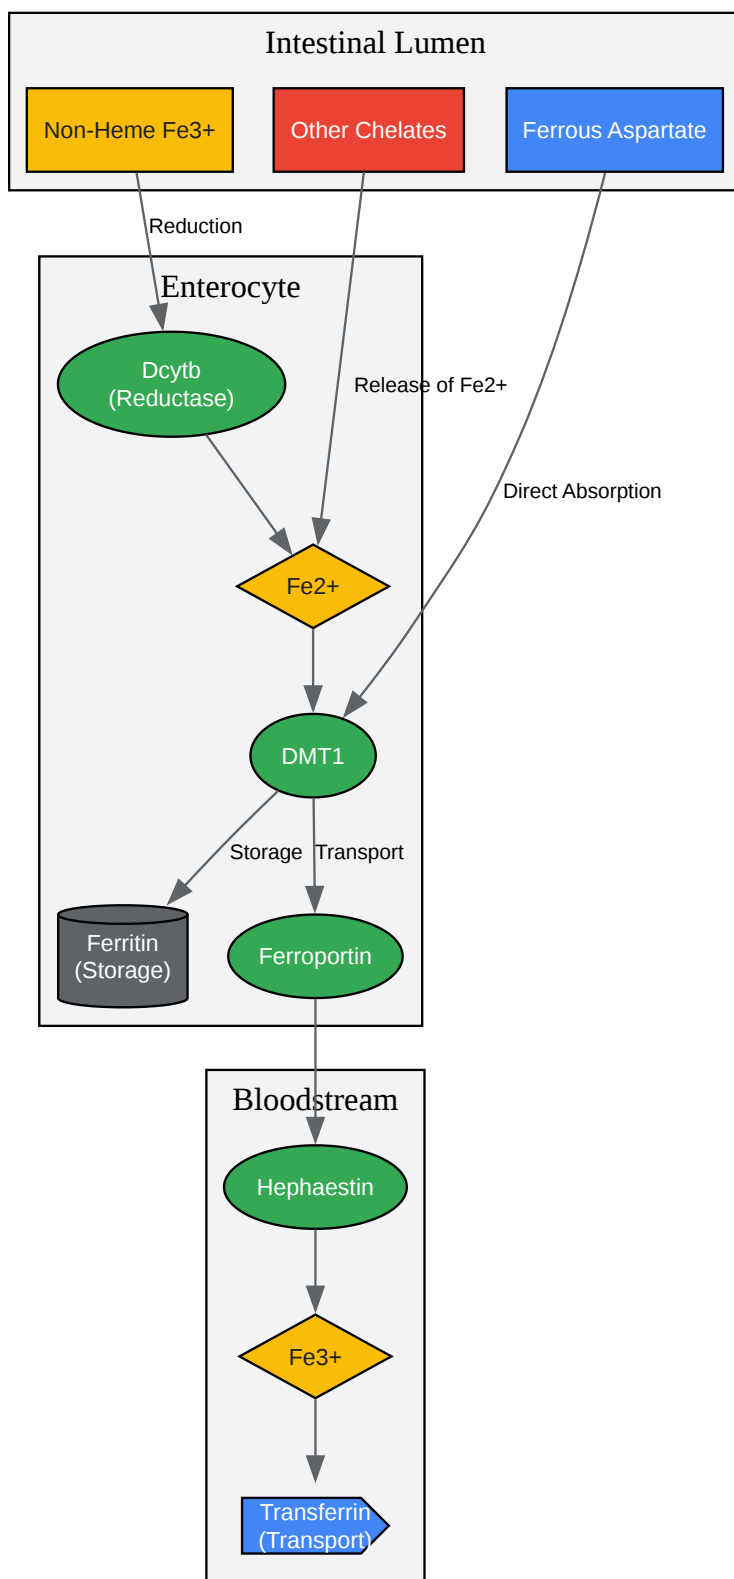 Intestinal Lumen
Non-Heme Fe3+
Other Chelates
Ferrous Aspartate
Reduction
Enterocyte
Dcytb
(Reductase)
Release of Fe2+
Direct Absorption
Fe2+
DMT1
Storage
Transport
Ferritin
(Storage)
Ferroportin
Bloodstream
Hephaestin
Fe3+
Transferrin
(Transport)